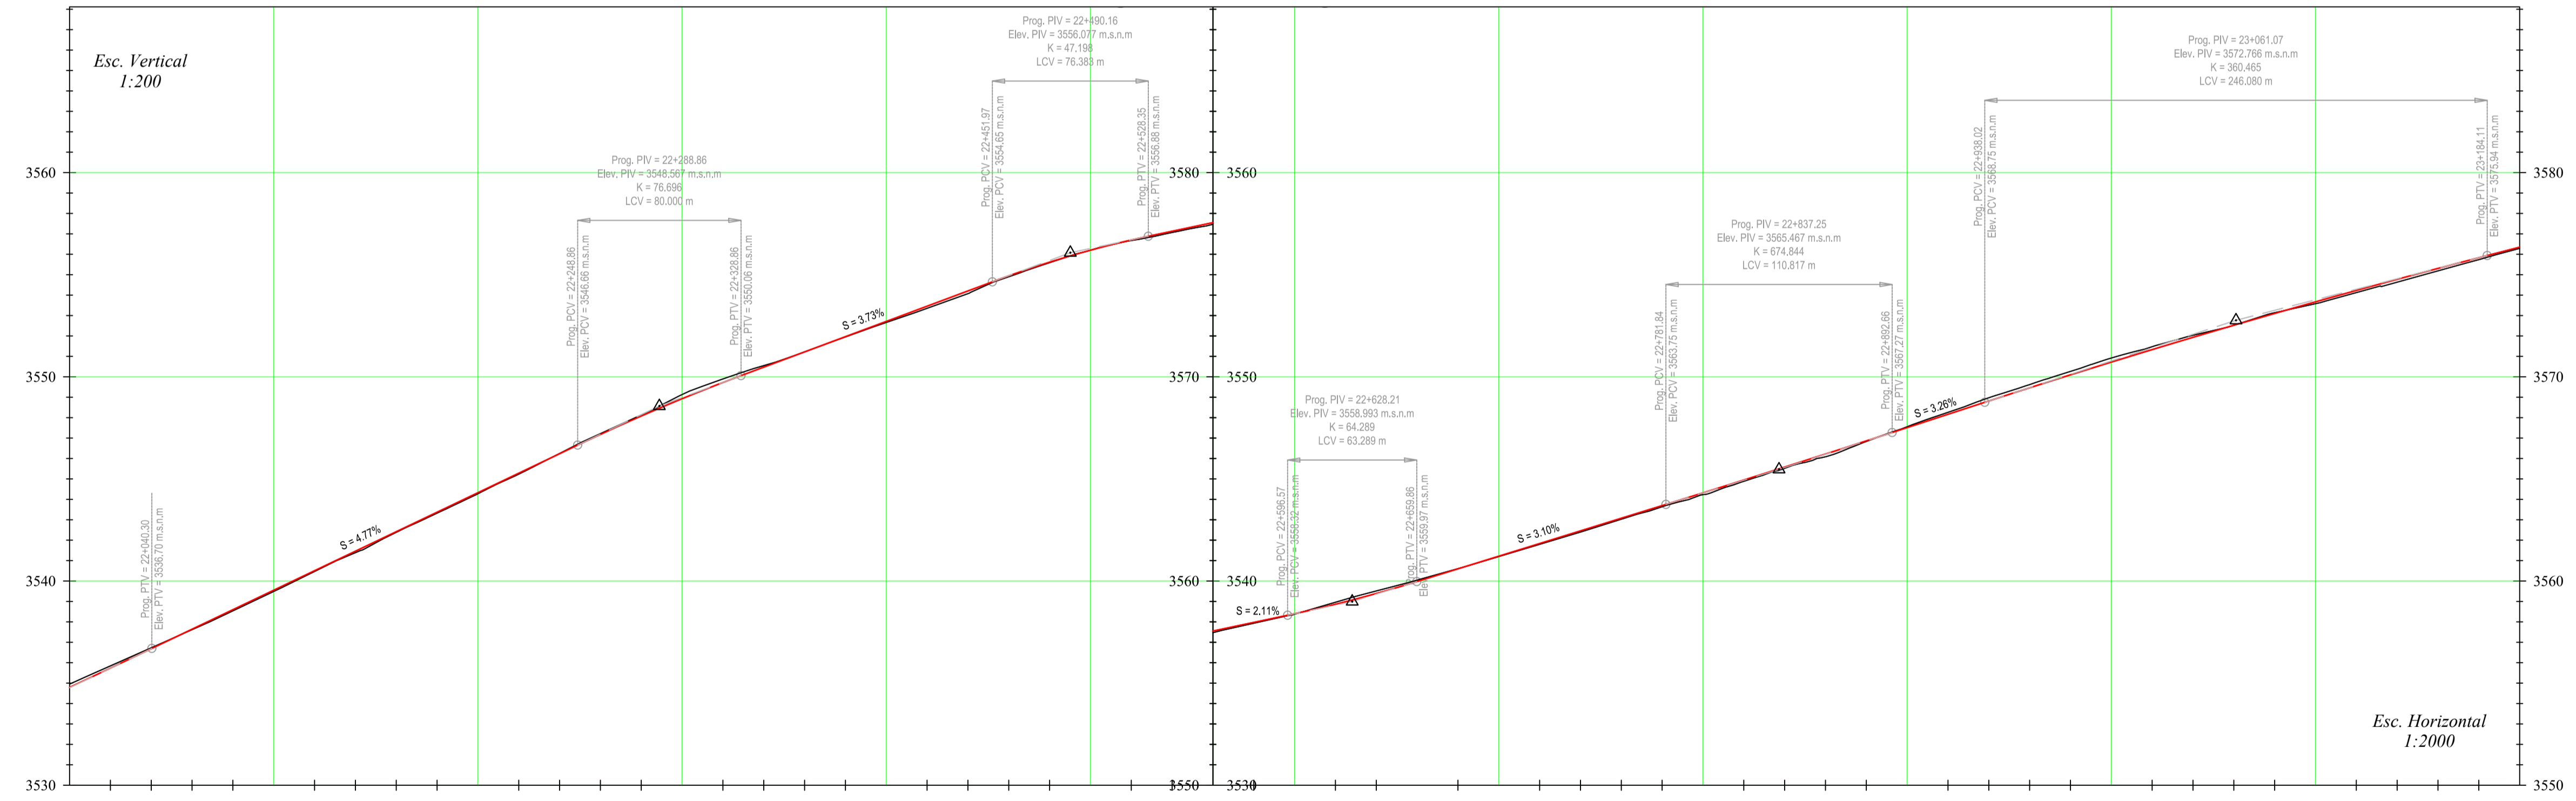 Esc. Vertical
1:200
Prog. PIV = 22+490.16
Elev. PIV = 3556.077 m.s.n.m
K = 47.198
LCV = 76.383 m
Prog. PCV = 22+451.97
Elev. PCV = 3554.65 m.s.n.m
Prog. PTV = 22+528.35
Elev. PTV = 3556.88 m.s.n.m
Prog. PIV = 22+288.86
Elev. PIV = 3548.567 m.s.n.m
K = 76.696
LCV = 80.000 m
Prog. PCV = 22+248.86
Elev. PCV = 3546.66 m.s.n.m
Prog. PTV = 22+328.86
Elev. PTV = 3550.06 m.s.n.m
Prog. PTV = 22+040.30
Elev. PTV = 3536.70 m.s.n.m
S = 4.77%
S = 3.73%
3560
3550
3540
3530
3580
3570
3560
3550
Prog. PIV = 23+061.07
Elev. PIV = 3572.766 m.s.n.m
K = 360.465
LCV = 246.080 m
Prog. PCV = 22+938.02
Elev. PCV = 3568.75 m.s.n.m
Prog. PTV = 23+184.11
Elev. PTV = 3575.94 m.s.n.m
Prog. PIV = 22+837.25
Elev. PIV = 3565.467 m.s.n.m
K = 674.844
LCV = 110.817 m
Prog. PCV = 22+781.84
Elev. PCV = 3563.75 m.s.n.m
Prog. PTV = 22+892.66
Elev. PTV = 3567.27 m.s.n.m
Prog. PIV = 22+628.21
Elev. PIV = 3558.993 m.s.n.m
K = 64.289
LCV = 63.289 m
Prog. PCV = 22+596.57
Elev. PCV = 3558.32 m.s.n.m
Prog. PTV = 22+659.86
Elev. PTV = 3559.97 m.s.n.m
S = 2.11%
S = 3.10%
S = 3.26%
3560
3550
3540
3530
3580
3570
3560
3550
Esc. Horizontal
1:2000